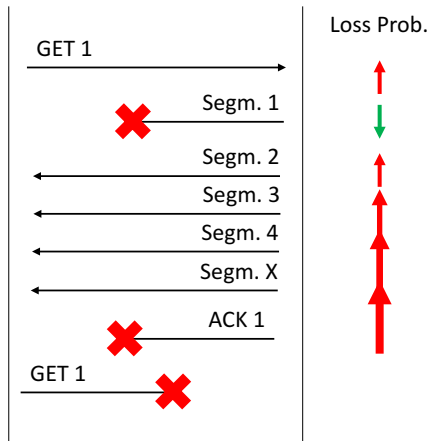 Loss Prob.
GET 1
Segm. 1
Segm. 2
Segm. 3
Segm. 4
Segm. X
ACK 1
GET 1